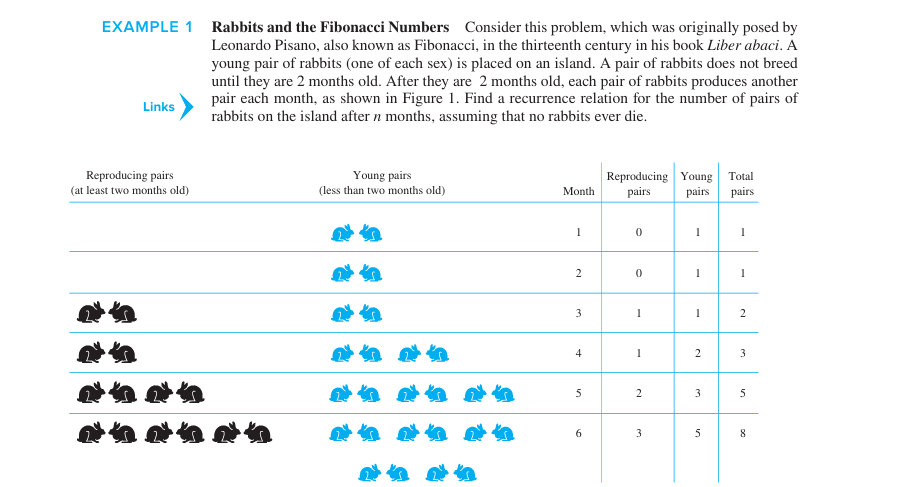 EXAMPLE 1 Rabbits and the Fibonacci Numbers Consider this problem, which was originally posed by
Leonardo Pisano, also known as Fibonacci, in the thirteenth century in his book Liber abaci. A
young pair of rabbits (one of each sex) is placed on an island. A pair of rabbits does not breed
until they are 2 months old. After they are 2 months old, each pair of rabbits produces another
Links pair each month, as shown in Figure 1. Find a recurrence relation for the number of pairs of
rabbits on the island after n months, assuming that no rabbits ever die.
Reproducing pairs Young pairs Reproducing Young Total
(at least two months old) (less than two months old) Month pairs pairs pairs
1 0 1 1
2 0 1 1
3 1 1 2
4 1 2 3
5 2 3 5
6 3 5 8